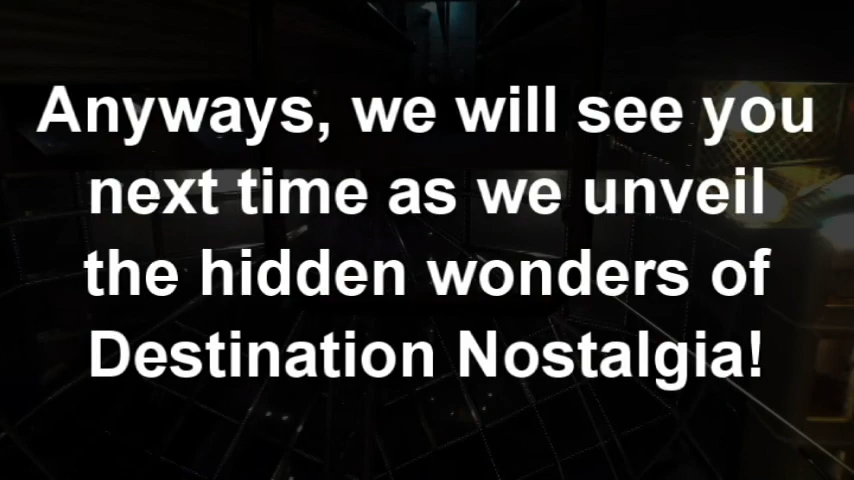 Anyways, we will see you
next time as we unveil
the hidden wonders of
Destination Nostalgia!